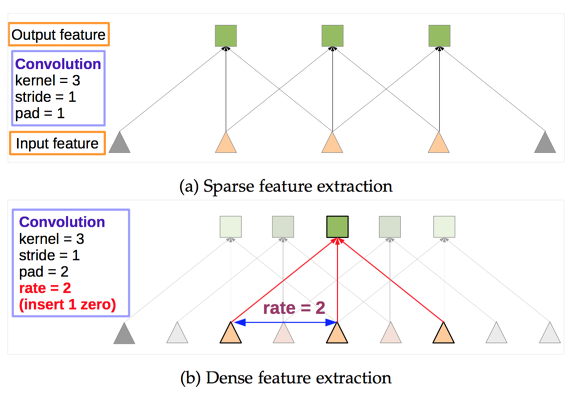 Output feature
Convolution
kernel = 3
stride = 1
pad = 1
Input feature
(a) Sparse feature extraction
Convolution
kernel = 3
stride = 1
pad = 2
rate = 2
(insert 1 zero)
rate = 2
(b) Dense feature extraction